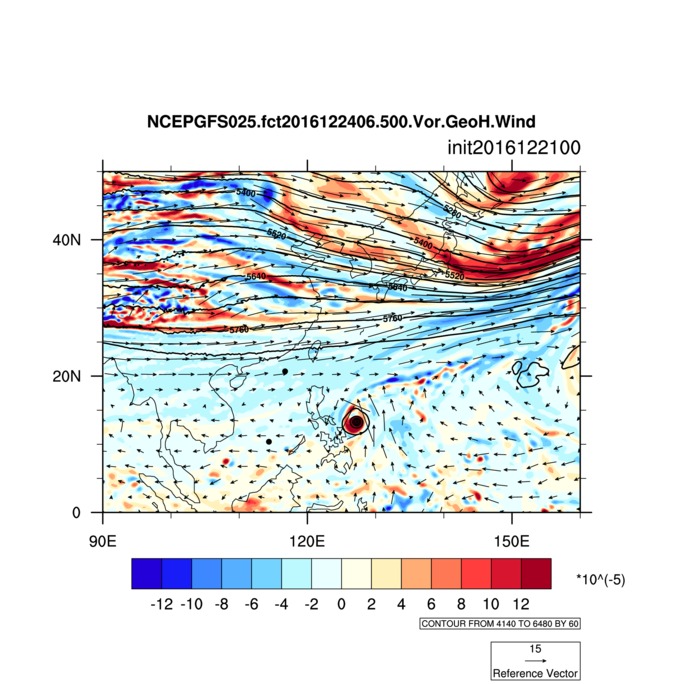 NCEPGFS025.fct2016122406.500.Vor.GeoH.Wind
init2016122100
5400
5280
5520
5400
40N
5640
5520
5640
5760
5760
20N
0
90E 120E 150E
-12 -10 -8 -6 -4 -2 0 2 4 6 8 10 12
*10^(-5)
CONTOUR FROM 4140 TO 6480 BY 60
15
Reference Vector